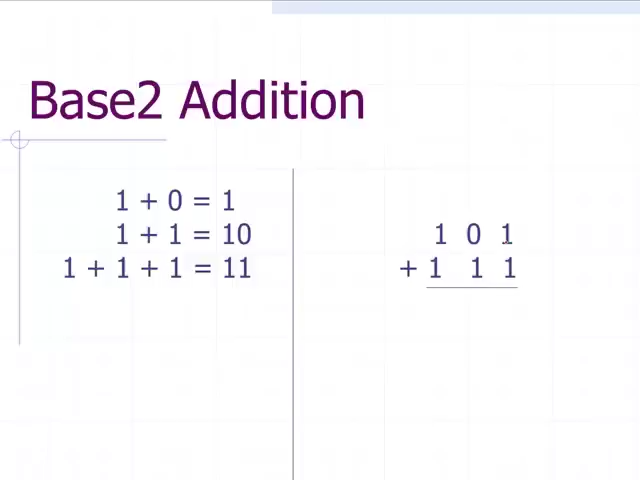 Base2 Addition
1 + 0 = 1
1 + 1 = 10
1 + 1 + 1 = 11
1 0 1
+ 1 1 1